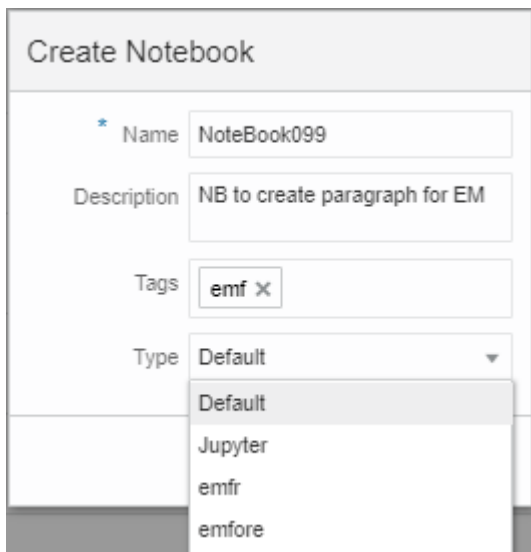 Create Notebook
* Name NoteBook099
Description NB to create paragraph for EM
Tags emf ×
Type Default
Default
Jupyter
emfr
emfore